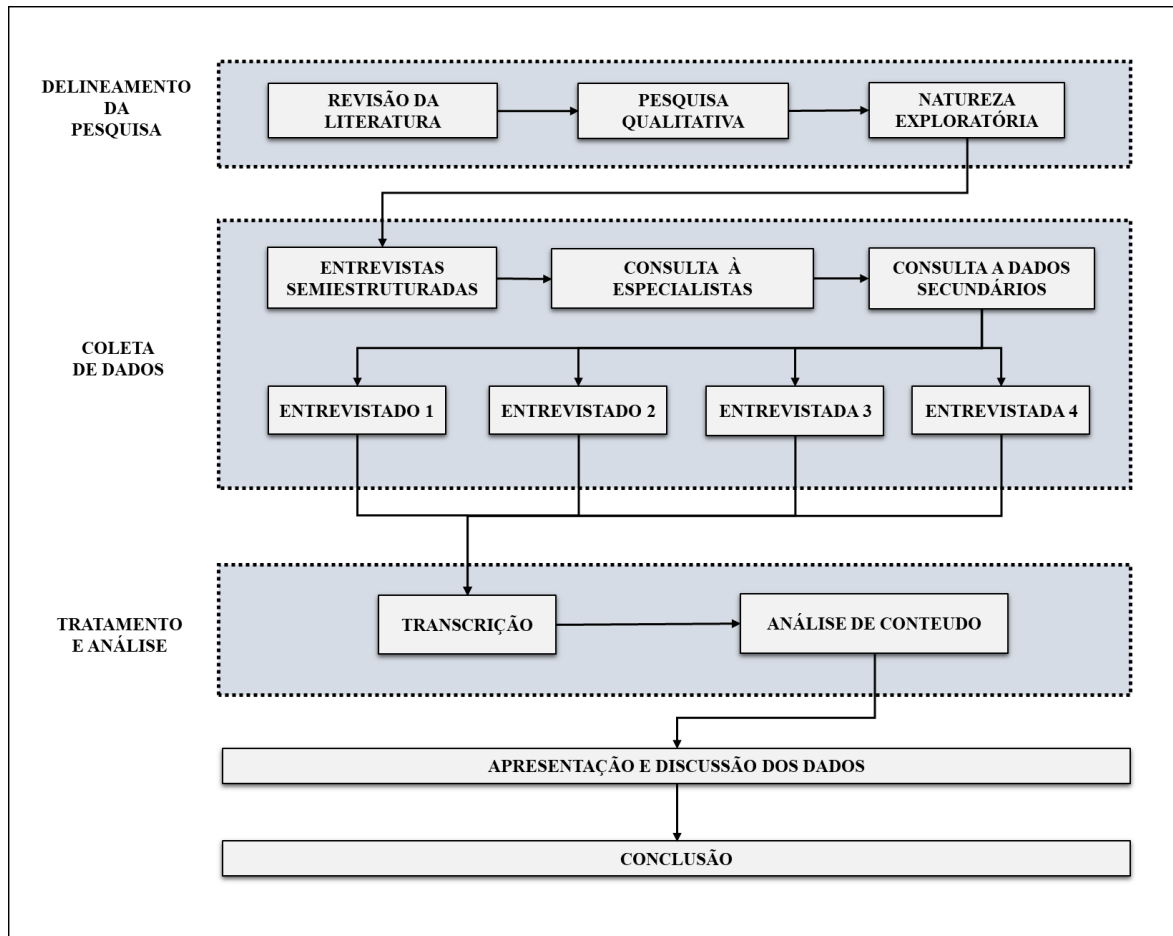 DELINEAMENTO
DA
PESQUISA
REVISÃO DA
LITERATURA
PESQUISA
QUALITATIVA
NATUREZA
EXPLORATÓRIA
COLETA
DE DADOS
ENTREVISTAS
SEMIESTRUTURADAS
CONSULTA À
ESPECIALISTAS
CONSULTA A DADOS
SECUNDÁRIOS
ENTREVISTADO 1
ENTREVISTADO 2
ENTREVISTADA 3
ENTREVISTADA 4
TRATAMENTO
E ANÁLISE
TRANSCRIÇÃO
ANÁLISE DE CONTEUDO
APRESENTAÇÃO E DISCUSSÃO DOS DADOS
CONCLUSÃO